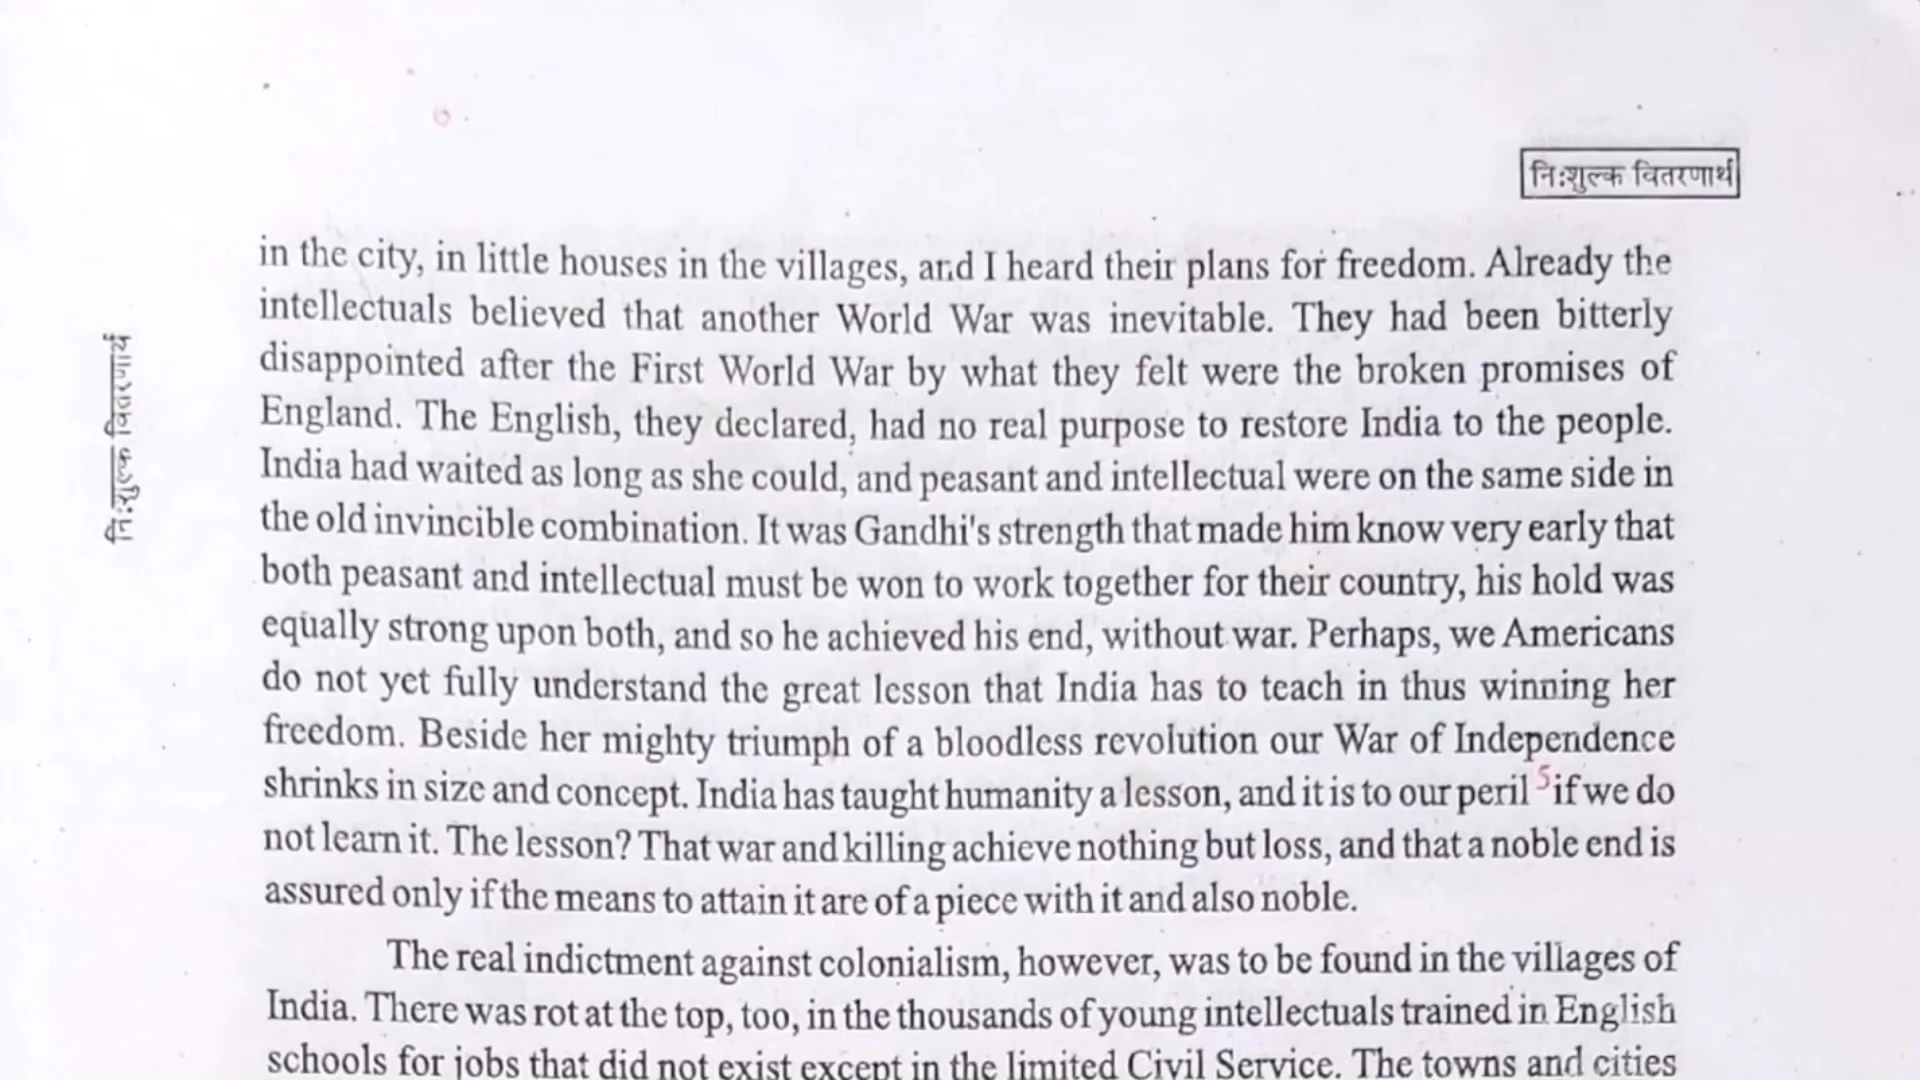 निःशुल्क वितरणार्थ
in the city, in little houses in the villages, and I heard their plans for freedom. Already the
intellectuals believed that another World War was inevitable. They had been bitterly
disappointed after the First World War by what they felt were the broken promises of
England. The English, they declared, had no real purpose to restore India to the people.
India had waited as long as she could, and peasant and intellectual were on the same side in
the old invincible combination. It was Gandhi's strength that made him know very early that
both peasant and intellectual must be won to work together for their country, his hold was
equally strong upon both, and so he achieved his end, without war. Perhaps, we Americans
do not yet fully understand the great lesson that India has to teach in thus winning her
freedom. Beside her mighty triumph of a bloodless revolution our War of Independence
shrinks in size and concept. India has taught humanity a lesson, and it is to our peril 5 if we do
not learn it. The lesson? That war and killing achieve nothing but loss, and that a noble end is
assured only if the means to attain it are of a piece with it and also noble.
The real indictment against colonialism, however, was to be found in the villages of
India. There was rot at the top, too, in the thousands of young intellectuals trained in English
schools for jobs that did not exist except in the limited Civil Service. The towns and cities